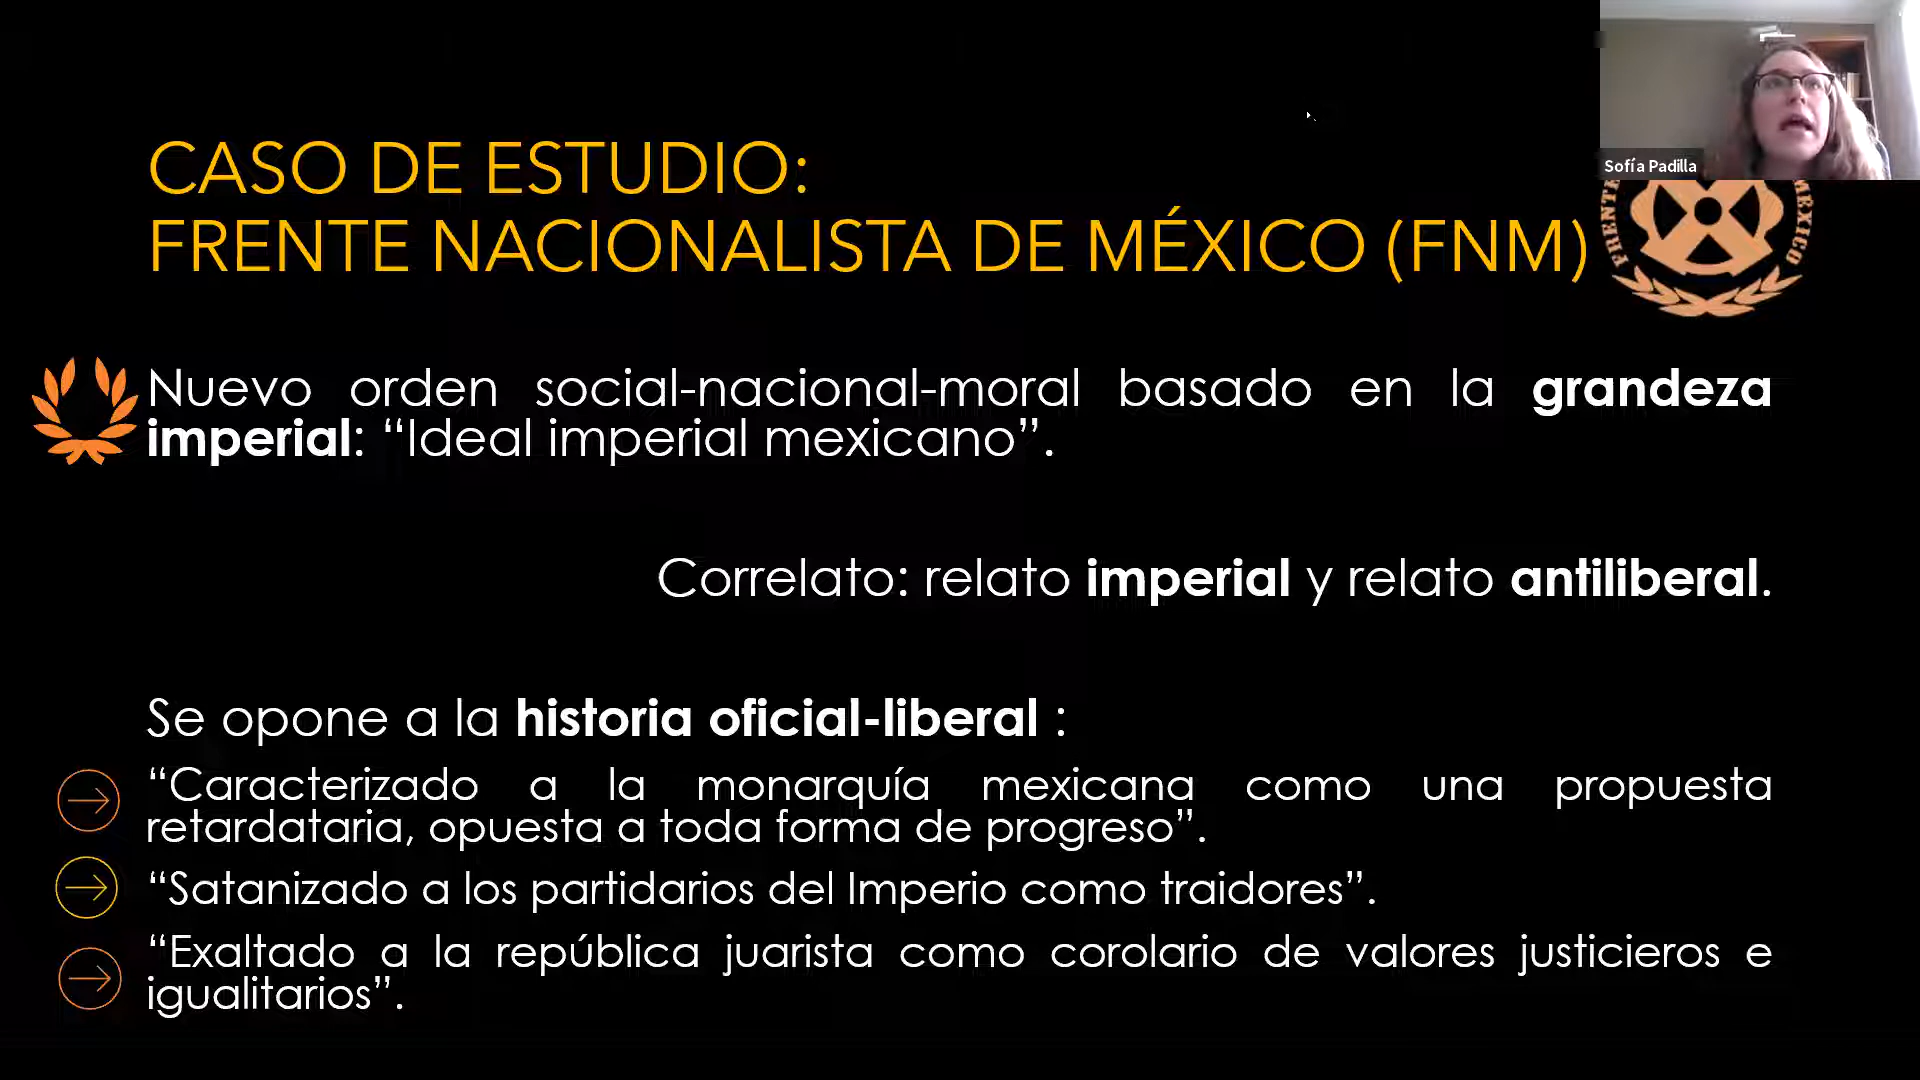 CASO DE ESTUDIO:
FRENTE NACIONALISTA DE MÉXICO (FNM)
Sofía Padilla
FRENTE
MEXICO
Nuevo orden social-nacional-moral basado en la grandeza
imperial: “Ideal imperial mexicano”.
Correlato: relato imperial y relato antiliberal.
Se opone a la historia oficial-liberal :
“Caracterizado a la monarquía mexicana como una propuesta
retardataria, opuesta a toda forma de progreso”.
“Satanizado a los partidarios del Imperio como traidores”.
“Exaltado a la república juarista como corolario de valores justicieros e
igualitarios”.